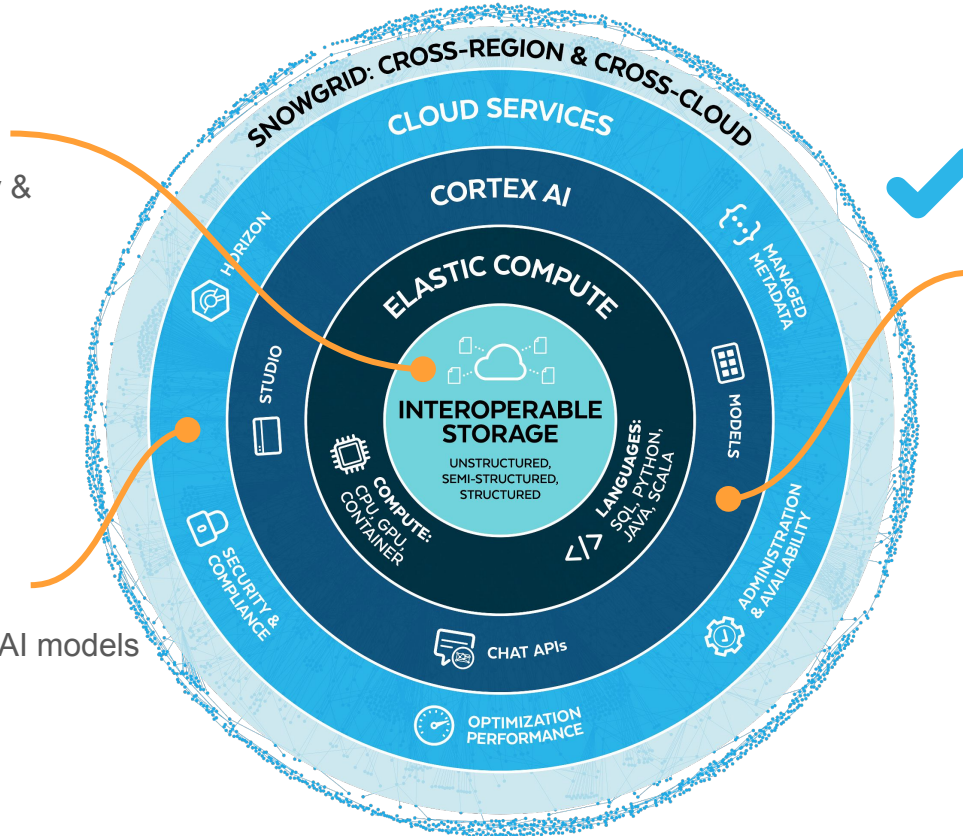 SNOWGRID: CROSS-REGION & CROSS-CLOUD
CLOUD SERVICES
CORTEX AI
ELASTIC COMPUTE
&
HORIZON
MANAGED
METADATA
STUDIO
MODELS
INTEROPERABLE
STORAGE
UNSTRUCTURED,
SEMI-STRUCTURED,
STRUCTURED
COMPUTE:
CPU, GPU,
CONTAINER
</> LANGUAGES:
SQL, PYTHON,
JAVA, SCALA
SECURITY &
COMPLIANCE
ADMINISTRATION
& AVAILABILITY
AI models
CHAT APIs
OPTIMIZATION
PERFORMANCE